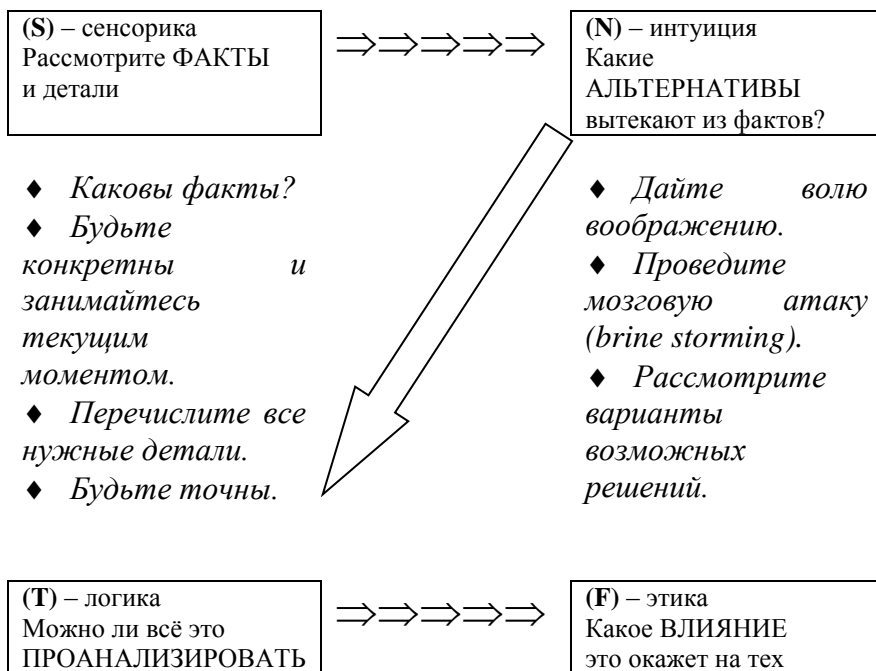 (S) – сенсорика
Рассмотрите ФАКТЫ
и детали
(N) – интуиция
Какие
АЛЬТЕРНАТИВЫ
вытекают из фактов?
♦ Каковы факты?
♦ Будьте
конкретны и
занимайтесь
текущим
моментом.
♦ Перечислите все
нужные детали.
♦ Будьте точны.
♦ Дайте волю
воображению.
♦ Проведите
мозговую атаку
(brine storming).
♦ Рассмотрите
варианты
возможных
решений.
(T) – логика
Можно ли всё это
ПРОАНАЛИЗИРОВАТЬ
(F) – этика
Какое ВЛИЯНИЕ
это окажет на тех